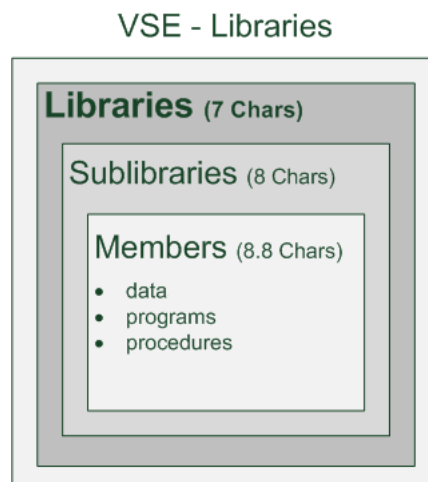 VSE - Libraries
Libraries (7 Chars)
Sublibraries (8 Chars)
Members (8.8 Chars)
• data
• programs
• procedures